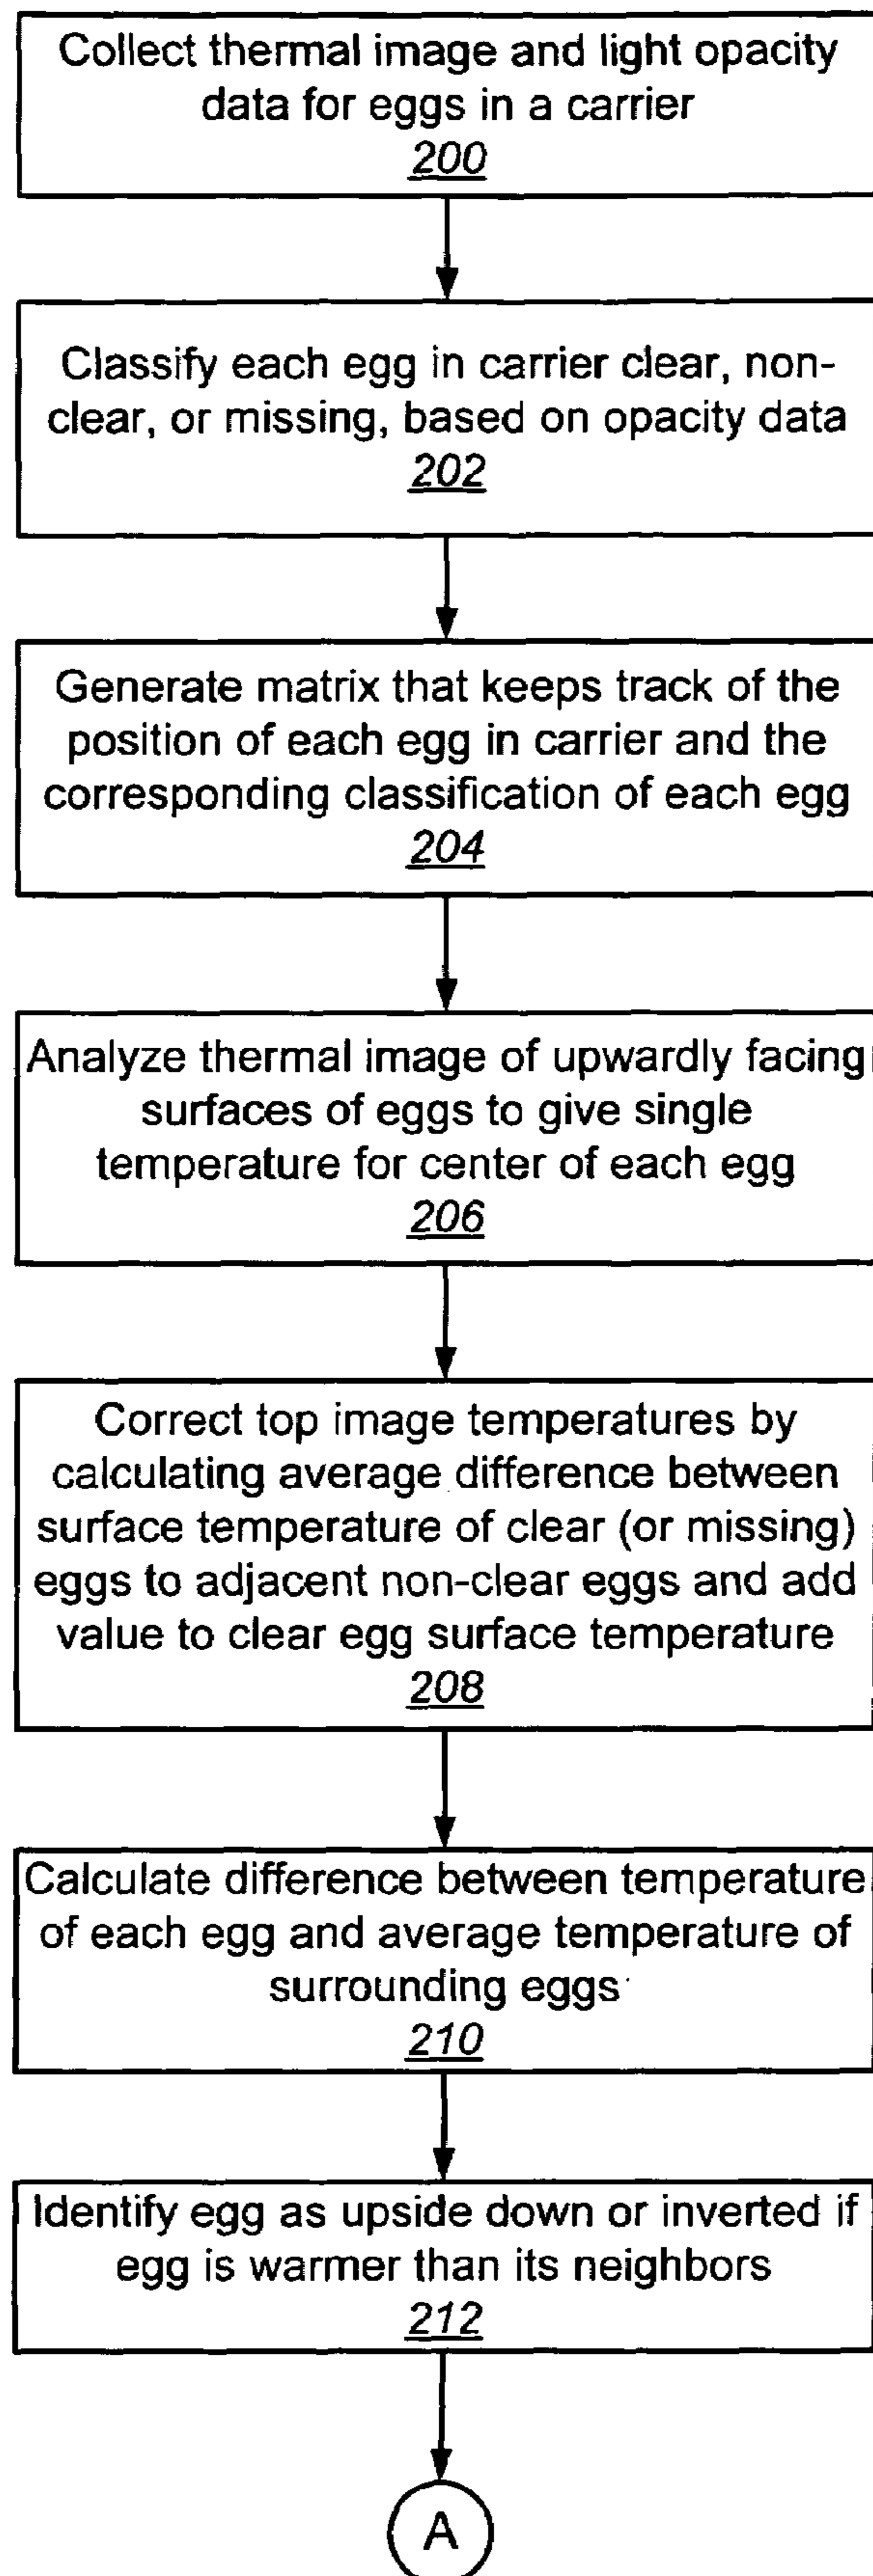 Collect thermal image and light opacity
data for eggs in a carrier
200
Classify each egg in carrier clear, non-
clear, or missing, based on opacity data
202
Generate matrix that keeps track of the
position of each egg in carrier and the
corresponding classification of each egg
204
Analyze thermal image of upwardly facing
surfaces of eggs to give single
temperature for center of each egg
206
Correct top image temperatures by
calculating average difference between
surface temperature of clear (or missing)
eggs to adjacent non-clear eggs and add
value to clear egg surface temperature
208
Calculate difference between temperature
of each egg and average temperature of
surrounding eggs
210
Identify egg as upside down or inverted if
egg is warmer than its neighbors
212
A